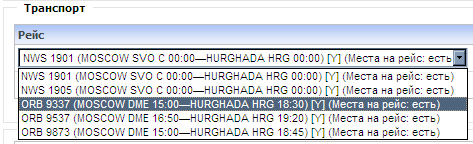 Транспорт
Рейс
NWS 1901 (MOSCOW SVO C 00:00—HURGHADA HRG 00:00) [Y] (Места на рейс: есть)
NWS 1901 (MOSCOW SVO C 00:00—HURGHADA HRG 00:00) [Y] (Места на рейс: есть)
NWS 1905 (MOSCOW SVO C 00:00—HURGHADA HRG 00:00) [Y] (Места на рейс: есть)
ORB 9337 (MOSCOW DME 15:00—HURGHADA HRG 18:30) [Y] (Места на рейс: есть)
ORB 9537 (MOSCOW DME 16:50—HURGHADA HRG 19:20) [Y] (Места на рейс: есть)
ORB 9873 (MOSCOW DME 15:00—HURGHADA HRG 18:45) [Y] (Места на рейс: есть)